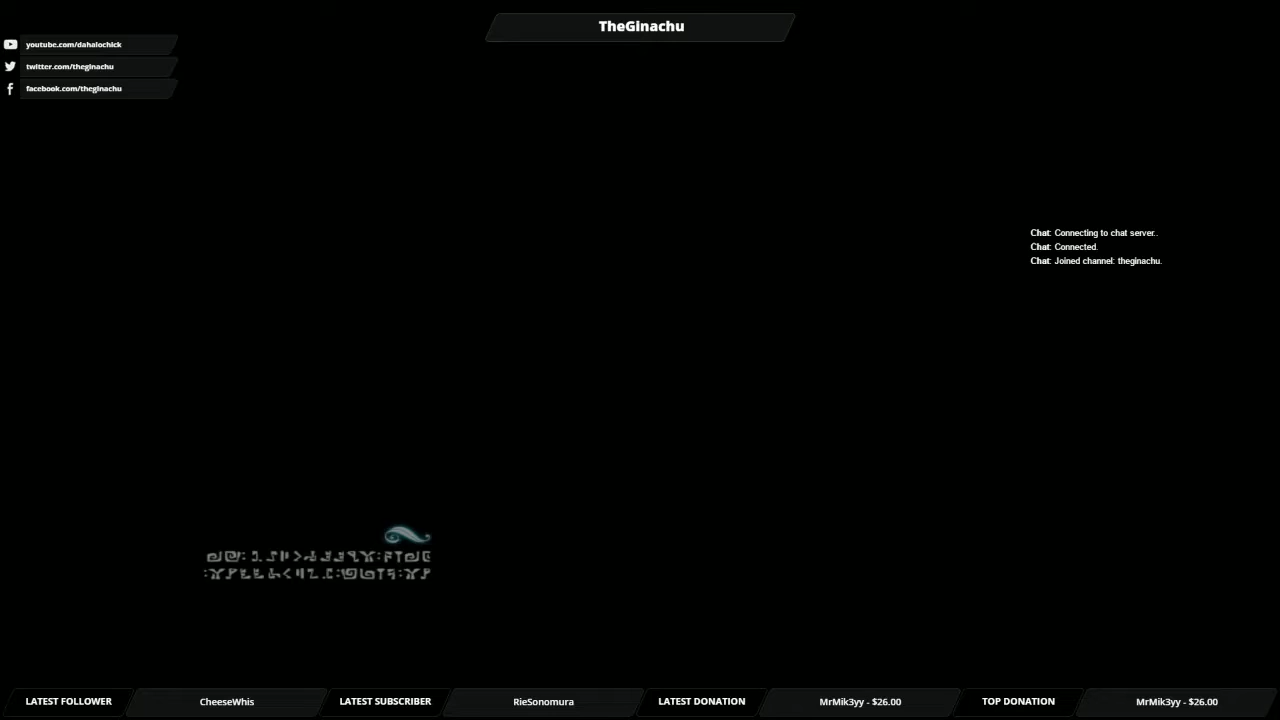 TheGinachu
youtube.com/dahalochick
twitter.com/theginachu
facebook.com/theginachu
Chat: Connecting to chat server..
Chat: Connected.
Chat: Joined channel: theginachu.
LATEST FOLLOWER CheeseWhis LATEST SUBSCRIBER RieSonomura LATEST DONATION MrMik3yy - $26.00 TOP DONATION MrMik3yy - $26.00